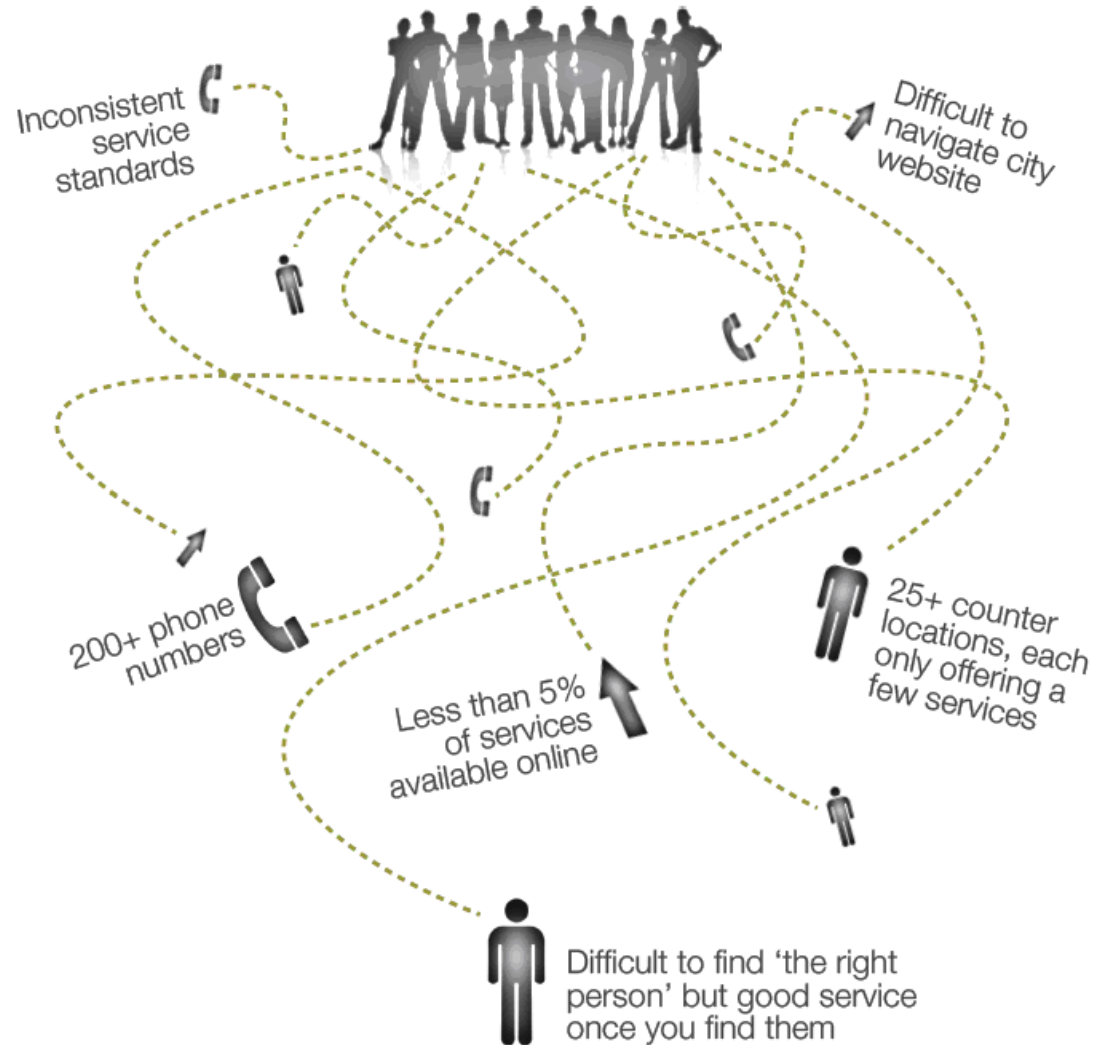 Inconsistent
service
standards
Difficult to
navigate city
website
200+ phone
numbers
25+ counter
locations, each
only offering a
few services
Less than 5%
of services
available online
Difficult to find ‘the right
person’ but good service
once you find them